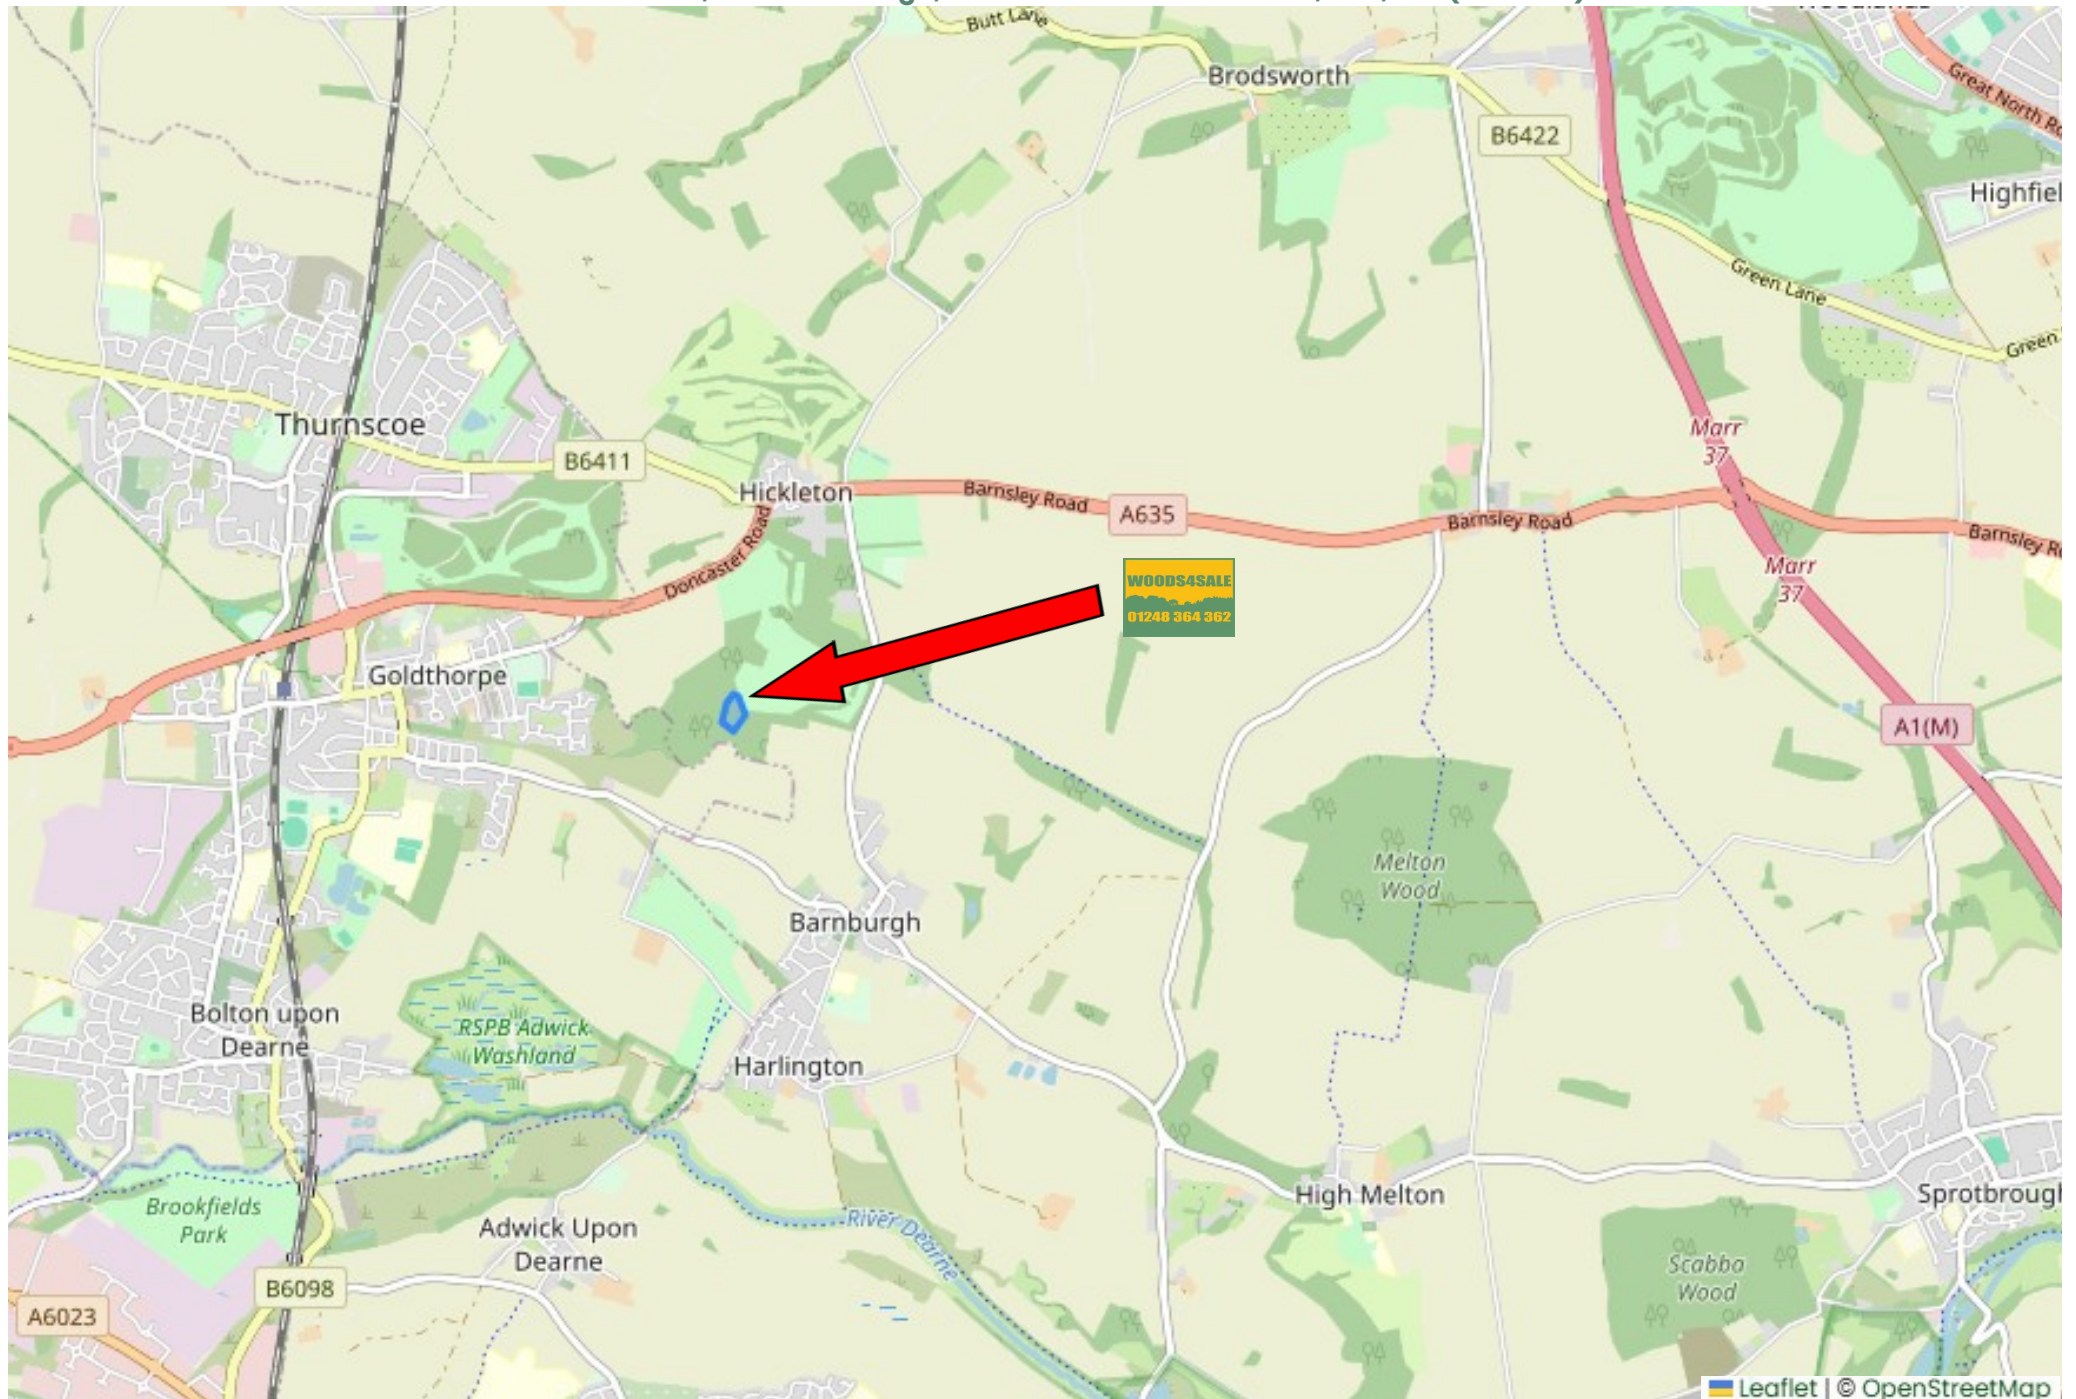 Butt Lane
Brodsworth
Great North
B6422
Highfiel
Green Lane
Green
Thurnscoe
Marr
37
B6411
Hickleton
Barnsley Road
A635
Barnsley Road
Barnsley R
Doncaster Road
WOODS4SALE
01248 364 362
Marr
37
Goldthorpe
A1(M)
Melton
Wood
Barnburgh
Bolton upon
Dearne
RSPB Adwick
Washland
Harlington
High Melton
Sprotbrough
Brookfields
Park
River Dearne
Adwick Upon
Dearne
Scabba
Wood
B6098
A6023
Leaflet | © OpenStreetMap